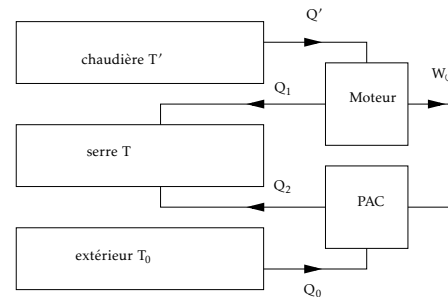 Q'
chaudière T'
Moteur
W₀
Q₁
serre T
Q₂
PAC
extérieur T₀
Q₀